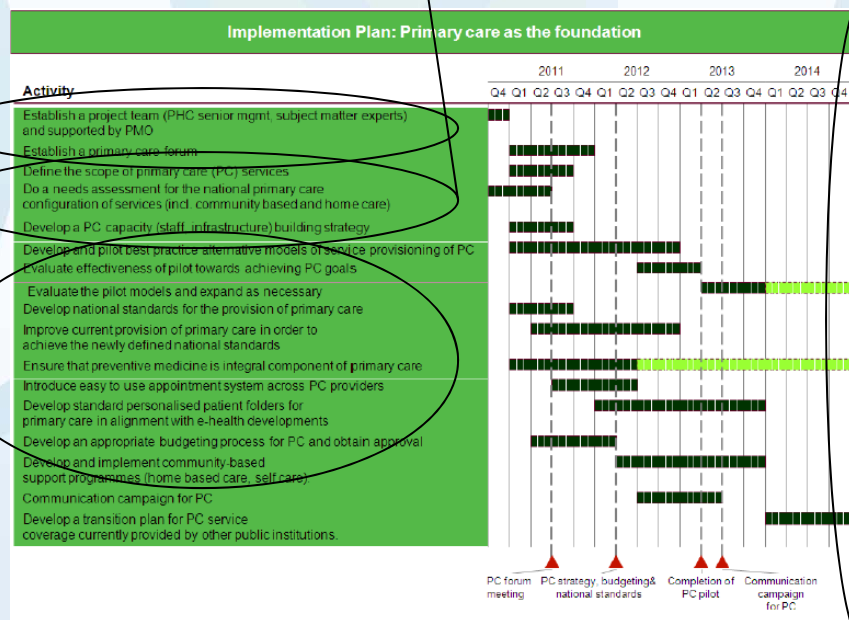 Implementation Plan: Primary care as the foundation
2011 2012 2013 2014
Activity
Q4 Q1 Q2 Q3 Q4 Q1 Q2 Q3 Q4 Q1 Q2 Q3 Q4 Q1 Q2 Q3 Q4
Establish a project team (PHC senior mgmt, subject matter experts)
and supported by PMO
Establish a primary care forum
Define the scope of primary care (PC) services
Do a needs assessment for the national primary care
configuration of services (incl. community based and home care)
Develop a PC capacity (staff, infrastructure) building strategy
Develop and pilot best practice alternative models of service provisioning of PC
Evaluate effectiveness of pilot towards achieving PC goals
Evaluate the pilot models and expand as necessary
Develop national standards for the provision of primary care
Improve current provision of primary care in order to
achieve the newly defined national standards
Ensure that preventive medicine is integral component of primary care
Introduce easy to use appointment system across PC providers
Develop standard personalised patient folders for
primary care in alignment with e-health developments
Develop an appropriate budgeting process for PC and obtain approval
Develop and implement community-based
support programmes (home based care, self care).
Communication campaign for PC
Develop a transition plan for PC service
coverage currently provided by other public institutions.
PC forum
meeting
PC strategy, budgeting&
national standards
Completion of
PC pilot
Communication
campaign
for PC